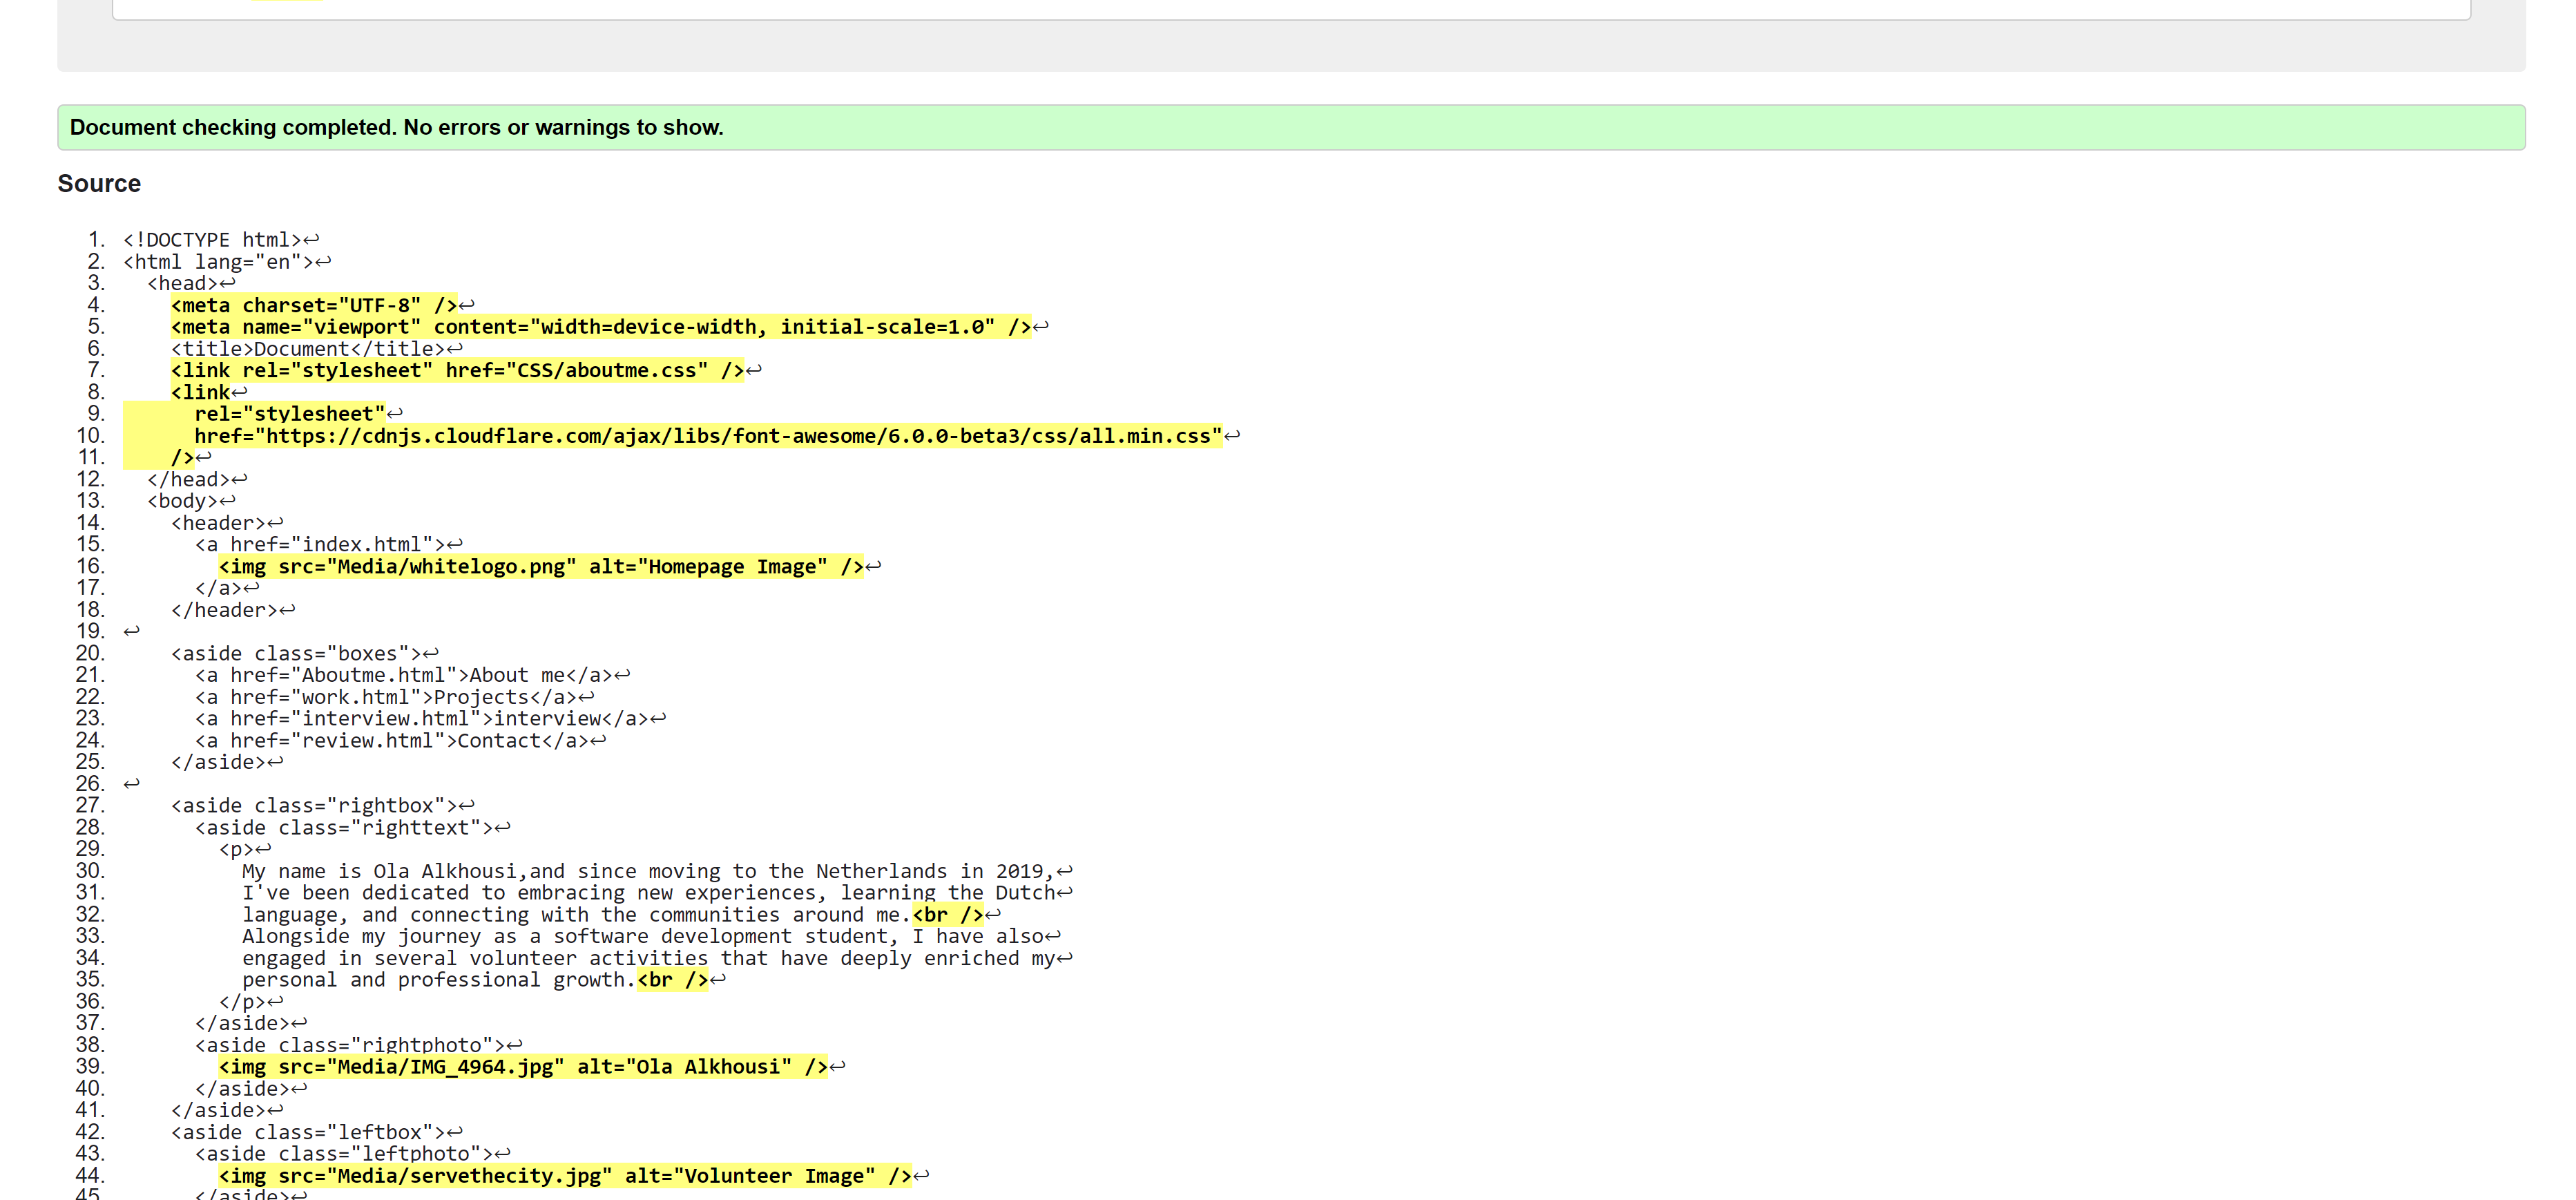 Document checking completed. No errors or warnings to show.
Source
1. <!DOCTYPE html>↩
2. <html lang="en">↩
3. <head>↩
4. <meta charset="UTF-8" />↩
5. <meta name="viewport" content="width=device-width, initial-scale=1.0" />↩
6. <title>Document</title>↩
7. <link rel="stylesheet" href="CSS/aboutme.css" />↩
8. <link↩
9. rel="stylesheet"↩
10. href="https://cdnjs.cloudflare.com/ajax/libs/font-awesome/6.0.0-beta3/css/all.min.css"↩
11. />↩
12. </head>↩
13. <body>↩
14. <header>↩
15. <a href="index.html">↩
16. <img src="Media/whitelogo.png" alt="Homepage Image" />↩
17. </a>↩
18. </header>↩
19. ↩
20. <aside class="boxes">↩
21. <a href="Aboutme.html">About me</a>↩
22. <a href="work.html">Projects</a>↩
23. <a href="interview.html">interview</a>↩
24. <a href="review.html">Contact</a>↩
25. </aside>↩
26. ↩
27. <aside class="rightbox">↩
28. <aside class="righttext">↩
29. <p>↩
30. My name is Ola Alkhousi,and since moving to the Netherlands in 2019,↩
31. I've been dedicated to embracing new experiences, learning the Dutch↩
32. language, and connecting with the communities around me.<br />↩
33. Alongside my journey as a software development student, I have also↩
34. engaged in several volunteer activities that have deeply enriched my↩
35. personal and professional growth.<br />↩
36. </p>↩
37. </aside>↩
38. <aside class="rightphoto">↩
39. <img src="Media/IMG_4964.jpg" alt="Ola Alkhousi" />↩
40. </aside>↩
41. </aside>↩
42. <aside class="leftbox">↩
43. <aside class="leftphoto">↩
44. <img src="Media/servethecity.jpg" alt="Volunteer Image" />↩
45. </aside>↩